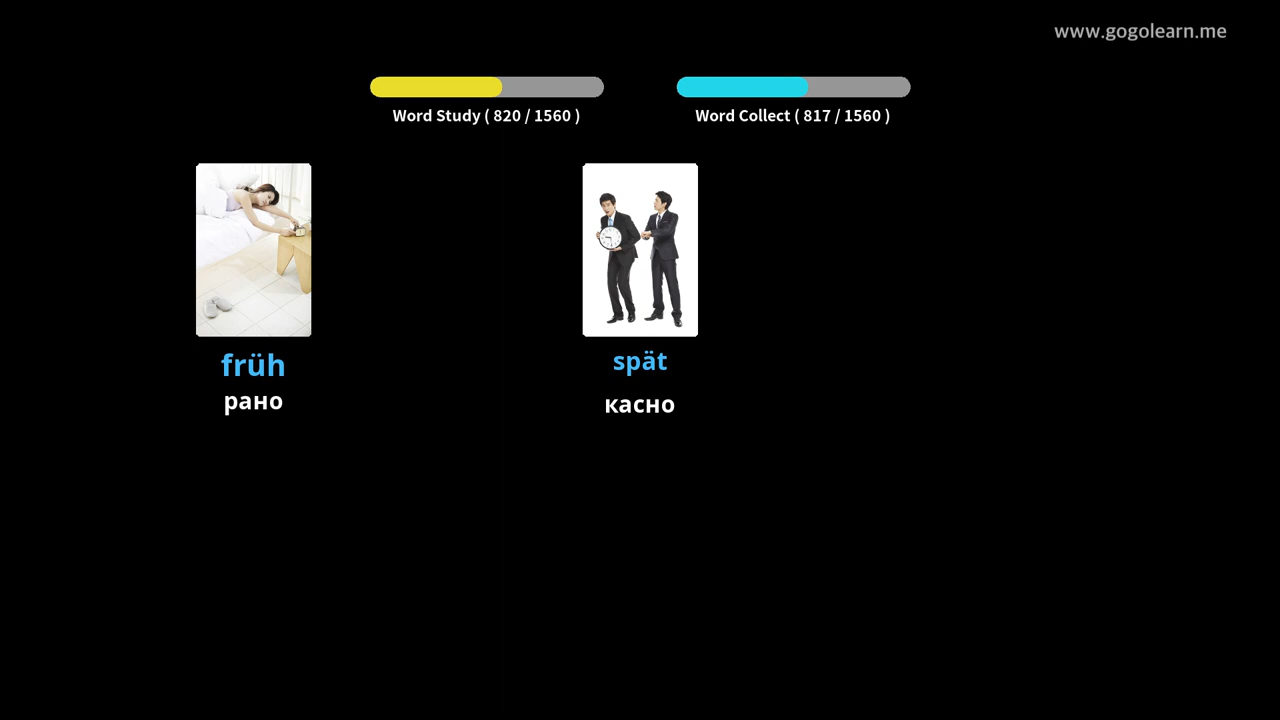 www.gogolearn.me
Word Study ( 820 / 1560 )
Word Collect ( 817 / 1560 )
früh
рано
spät
касно